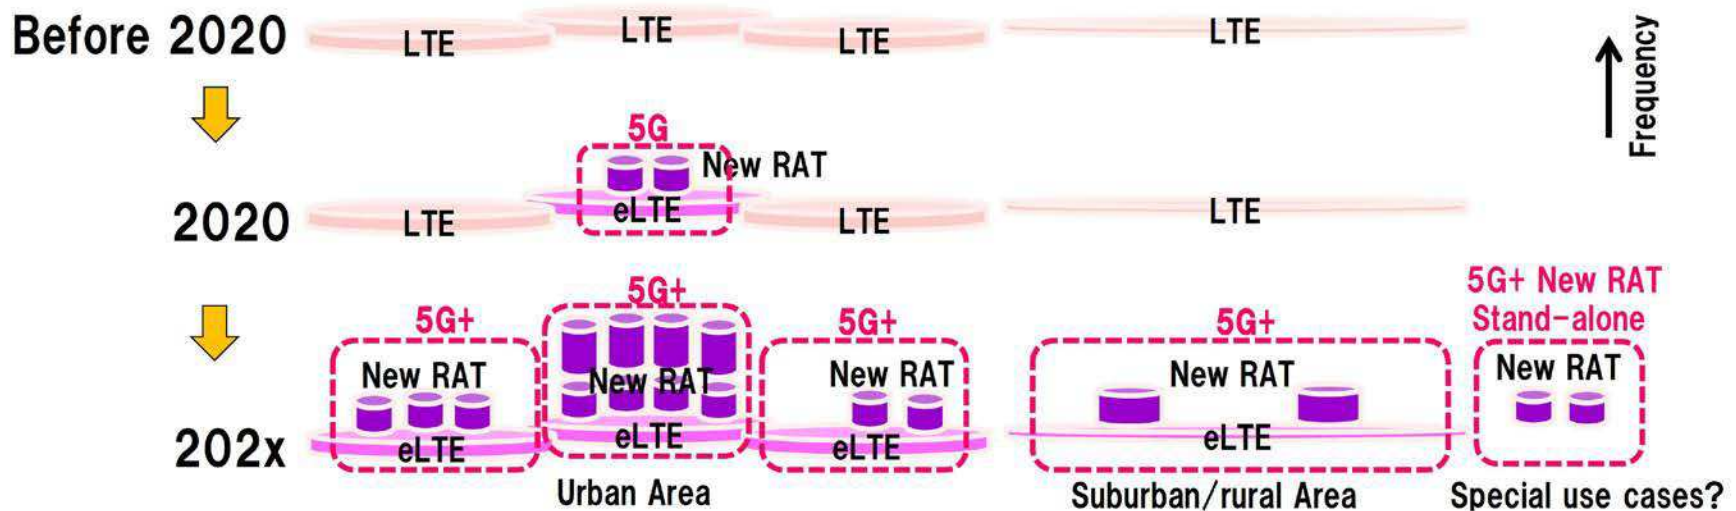 Before 2020
LTE
LTE
LTE
LTE
Frequency
5G
New RAT
2020
LTE
eLTE
LTE
LTE
5G+
5G+
5G+
5G+
5G+ New RAT
Stand-alone
New RAT
New RAT
New RAT
New RAT
New RAT
202x
eLTE
eLTE
eLTE
eLTE
Urban Area
Suburban/rural Area
Special use cases?